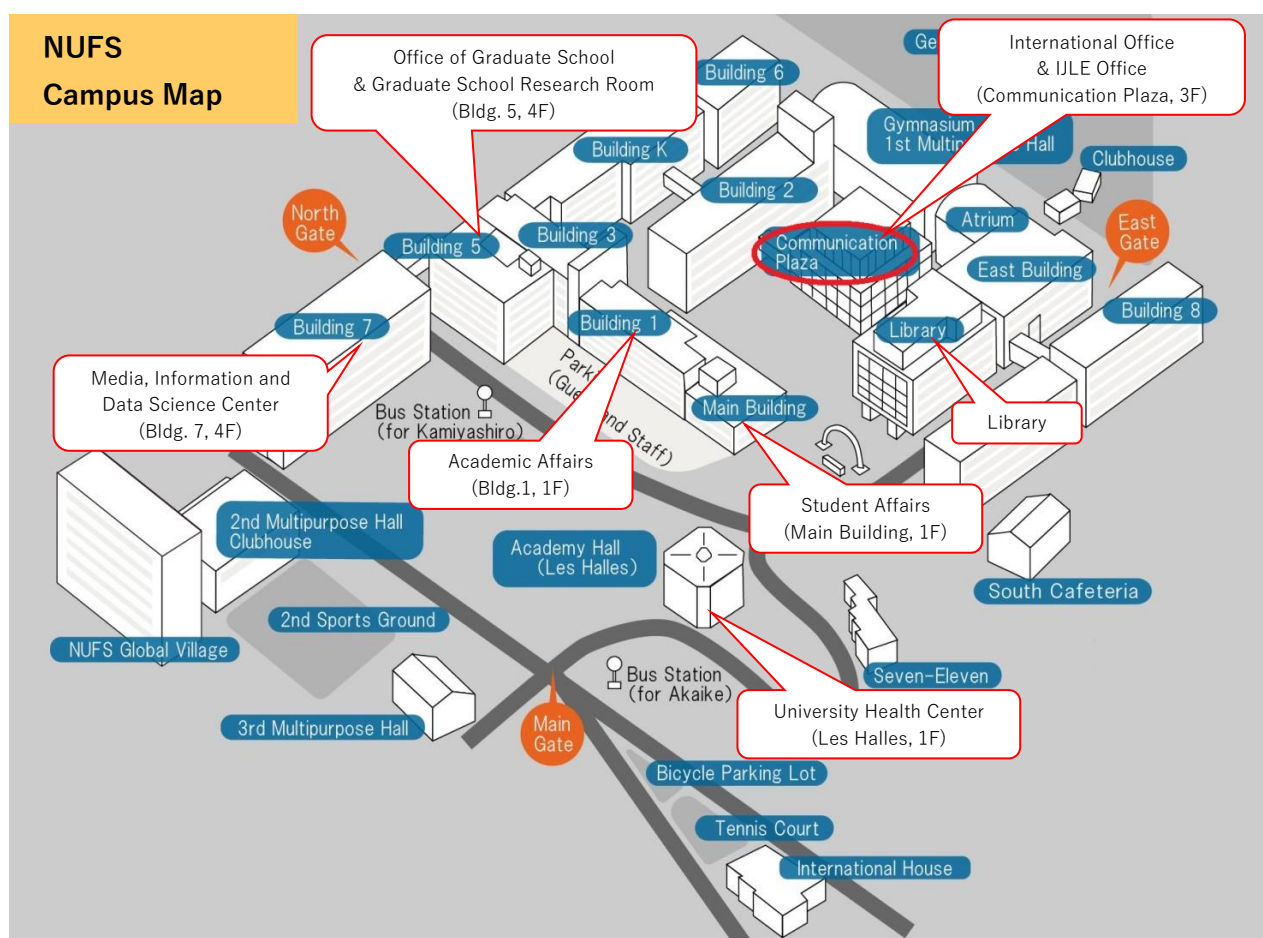 NUFS
Campus Map
Office of Graduate School
& Graduate School Research Room
(Bldg. 5, 4F)
International Office
& IJLE Office
(Communication Plaza, 3F)
Building 6
Gymnasium
1st
Hall
Building K
Clubhouse
Building 2
North
Gate
East
Gate
Atrium
Building 5
Building 3
Communication
Plaza
East Building
Building 7
Building 1
Library
Building 8
Media, Information and
Data Science Center
(Bldg. 7, 4F)
and Staff)
Bus Station
(for Kamiyashiro)
Main Building
Library
Academic Affairs
(Bldg.1, 1F)
Student Affairs
(Main Building, 1F)
2nd Multipurpose Hall
Clubhouse
Academy Hall
(Les Halles)
South Cafeteria
2nd Sports Ground
NUFS Global Village
Bus Station
(for Akaike)
Seven-Eleven
University Health Center
(Les Halles, 1F)
3rd Multipurpose Hall
Main
Gate
Bicycle Parking Lot
Tennis Court
International House